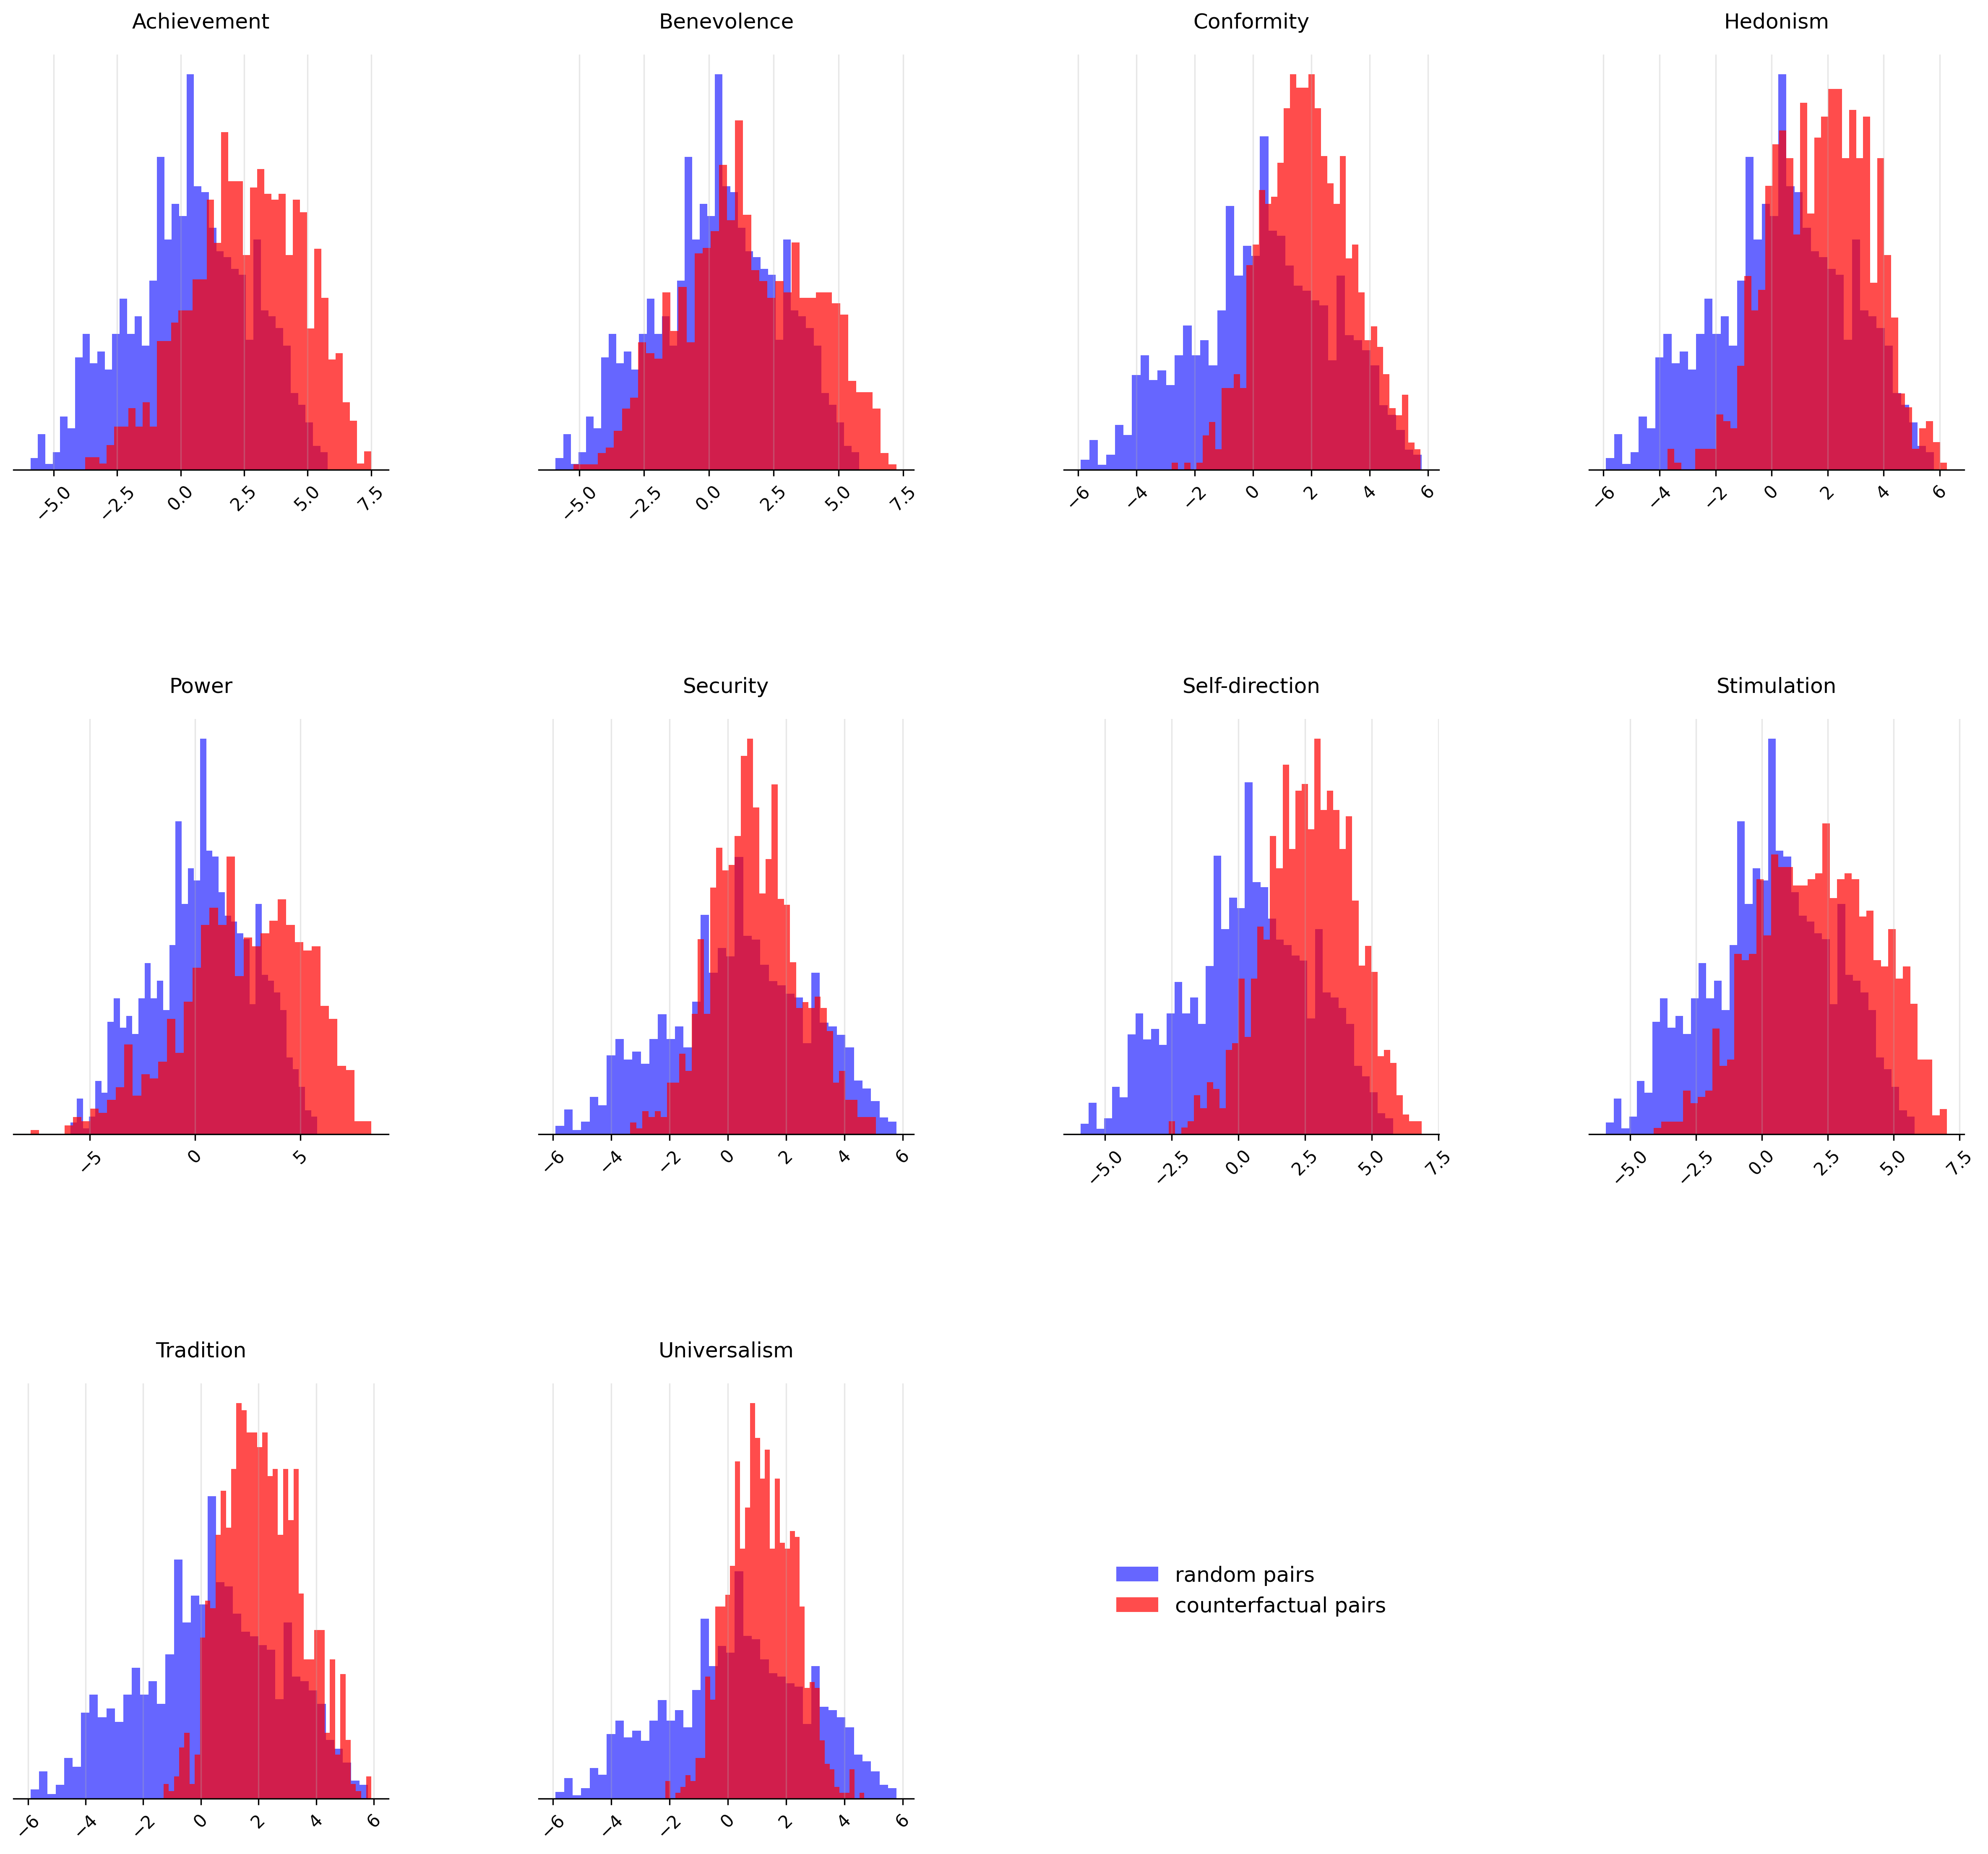 Achievement Benevolence Conformity Hedonism
−5.0 −2.5 0.0 2.5 5.0 7.5 −5.0 −2.5 0.0 2.5 5.0 7.5 −6 −4 −2 0 2 4 6 −6 −4 −2 0 2 4 6
Power Security Self-direction Stimulation
−5 0 5 −6 −4 −2 0 2 4 6 −5.0 −2.5 0.0 2.5 5.0 7.5 −5.0 −2.5 0.0 2.5 5.0 7.5
Tradition Universalism
random pairs
counterfactual pairs
−6 −4 −2 0 2 4 6 −6 −4 −2 0 2 4 6